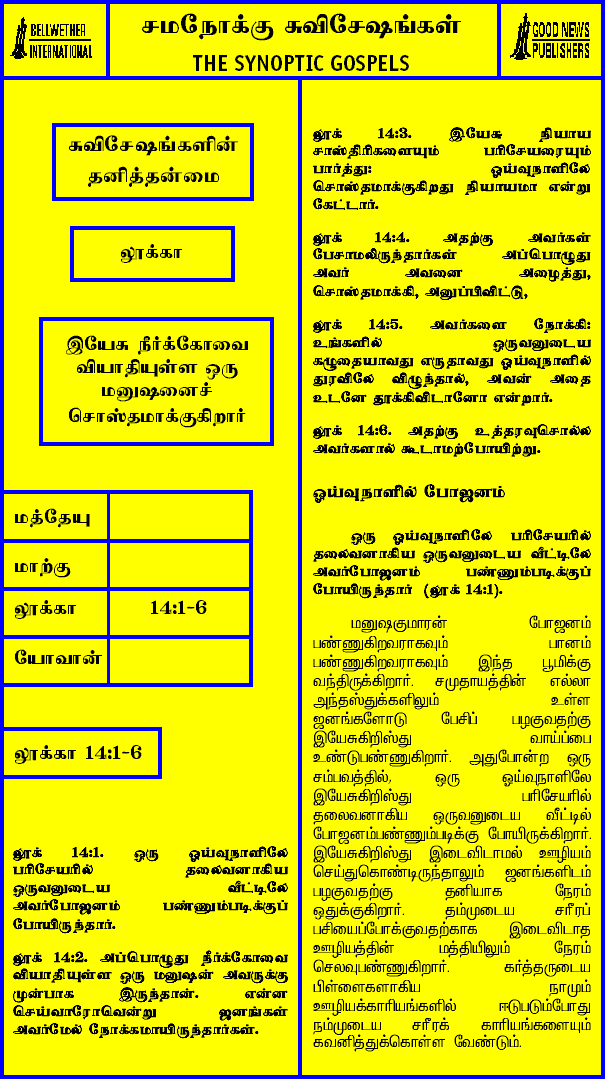 BELLWETHER
INTERNATIONAL
சமநோக்கு சுவிசேஷங்கள்
THE SYNOPTIC GOSPELS
GOOD NEWS
PUBLISHERS
சுவிசேஷங்களின்
தனித்தன்மை
லூக்கா
இயேசு நீர்க்கோவை
வியாதியுள்ள ஒரு
மனுஷனைச்
சொஸ்தமாக்குகிறார்
மத்தேயு
மாற்கு
லூக்கா 14:1-6
யோவான்
லூக்கா 14:1-6
லூக் 14:1. ஒரு ஓய்வுநாளிலே
பரிசேயரில் தலைவனாகிய
ஒருவனுடைய வீட்டிலே
அவர்போஜனம் பண்ணும்படிக்குப்
போயிருந்தார்.
லூக் 14:2. அப்பொழுது நீர்க்கோவை
வியாதியுள்ள ஒரு மனுஷன் அவருக்கு
முன்பாக இருந்தான். என்ன
செய்வாரோவென்று ஜனங்கள்
அவர்மேல் நோக்கமாயிருந்தார்கள்.
லூக் 14:3. இயேசு நியாய
சாஸ்திரிகளையும் பரிசேயரையும்
பார்த்து: ஓய்வுநாளிலே
சொஸ்தமாக்குகிறது நியாயமா என்று
கேட்டார்.
லூக் 14:4. அதற்கு அவர்கள்
பேசாமலிருந்தார்கள் அப்பொழுது
அவர் அவனை அழைத்து,
சொஸ்தமாக்கி, அனுப்பிவிட்டு,
லூக் 14:5. அவர்களை நோக்கி:
உங்களில் ஒருவனுடைய
கழுதையாவது எருதாவது ஓய்வுநாளில்
துரவிலே விழுந்தால், அவன் அதை
உடனே தூக்கிவிடானோ என்றார்.
லூக் 14:6. அதற்கு உத்தரவுசொல்ல
அவர்களால் கூடாமற்போயிற்று.
ஓய்வுநாளில் போஜனம்
ஒரு ஓய்வுநாளிலே பரிசேயரில்
தலைவனாகிய ஒருவனுடைய வீட்டிலே
அவர்போஜனம் பண்ணும்படிக்குப்
போயிருந்தார் (லூக் 14:1).
மனுஷகுமாரன் போஜனம்
பண்ணுகிறவராகவும் பானம்
பண்ணுகிறவராகவும் இந்த பூமிக்கு
வந்திருக்கிறார். சமுதாயத்தின் எல்லா
அந்தஸ்துக்களிலும் உள்ள
ஜனங்களோடு பேசிப் பழகுவதற்கு
இயேசுகிறிஸ்து வாய்ப்பை
உண்டுபண்ணுகிறார். அதுபோன்ற ஒரு
சம்பவத்தில், ஒரு ஓய்வுநாளிலே
இயேசுகிறிஸ்து பரிசேயரில்
தலைவனாகிய ஒருவனுடைய வீட்டில்
போஜனம்பண்ணும்படிக்கு போயிருக்கிறார்.
இயேசுகிறிஸ்து இடைவிடாமல் ஊழியம்
செய்துகொண்டிருந்தாலும் ஜனங்களிடம்
பழகுவதற்கு தனியாக நேரம்
ஒதுக்குகிறார். தம்முடைய சரீரப்
பசியைப்போக்குவதற்காக இடைவிடாத
ஊழியத்தின் மத்தியிலும் நேரம்
செலவுபண்ணுகிறார். கர்த்தருடைய
பிள்ளைகளாகிய நாமும்
ஊழியக்காரியங்களில் ஈடுபடும்போது
நம்முடைய சரீரக் காரியங்களையும்
கவனித்துக்கொள்ள வேண்டும்.